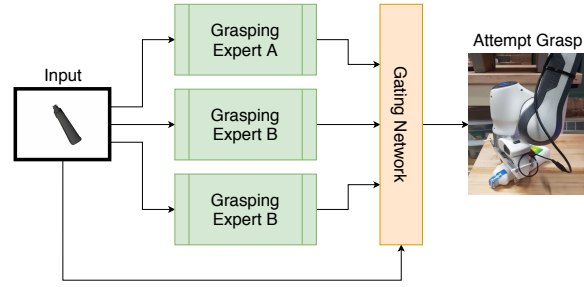 Input
Grasping
Expert A
Grasping
Expert B
Grasping
Expert B
Gating Network
Attempt Grasp